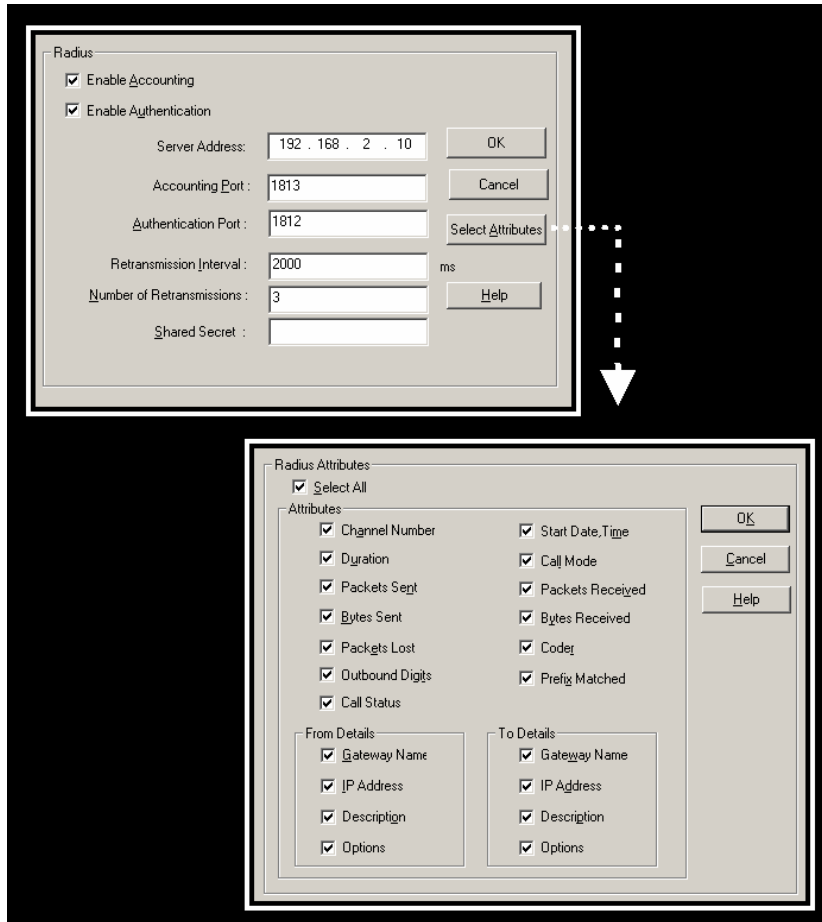 Radius
Enable Accounting
Enable Authentication
Server Address: 192 . 168 . 2 . 10 OK
Accounting Port : 1813 Cancel
Authentication Port : 1812 Select Attributes
Retransmission Interval : 2000 ms
Number of Retransmissions : 3 Help
Shared Secret :
Radius Attributes
Select All
Attributes
Channel Number Start Date,Time OK
Duration Call Mode Cancel
Packets Sent Packets Received Help
Bytes Sent Bytes Received
Packets Lost Coder
Outbound Digits Prefix Matched
Call Status
From Details To Details
Gateway Name Gateway Name
IP Address IP Address
Description Description
Options Options